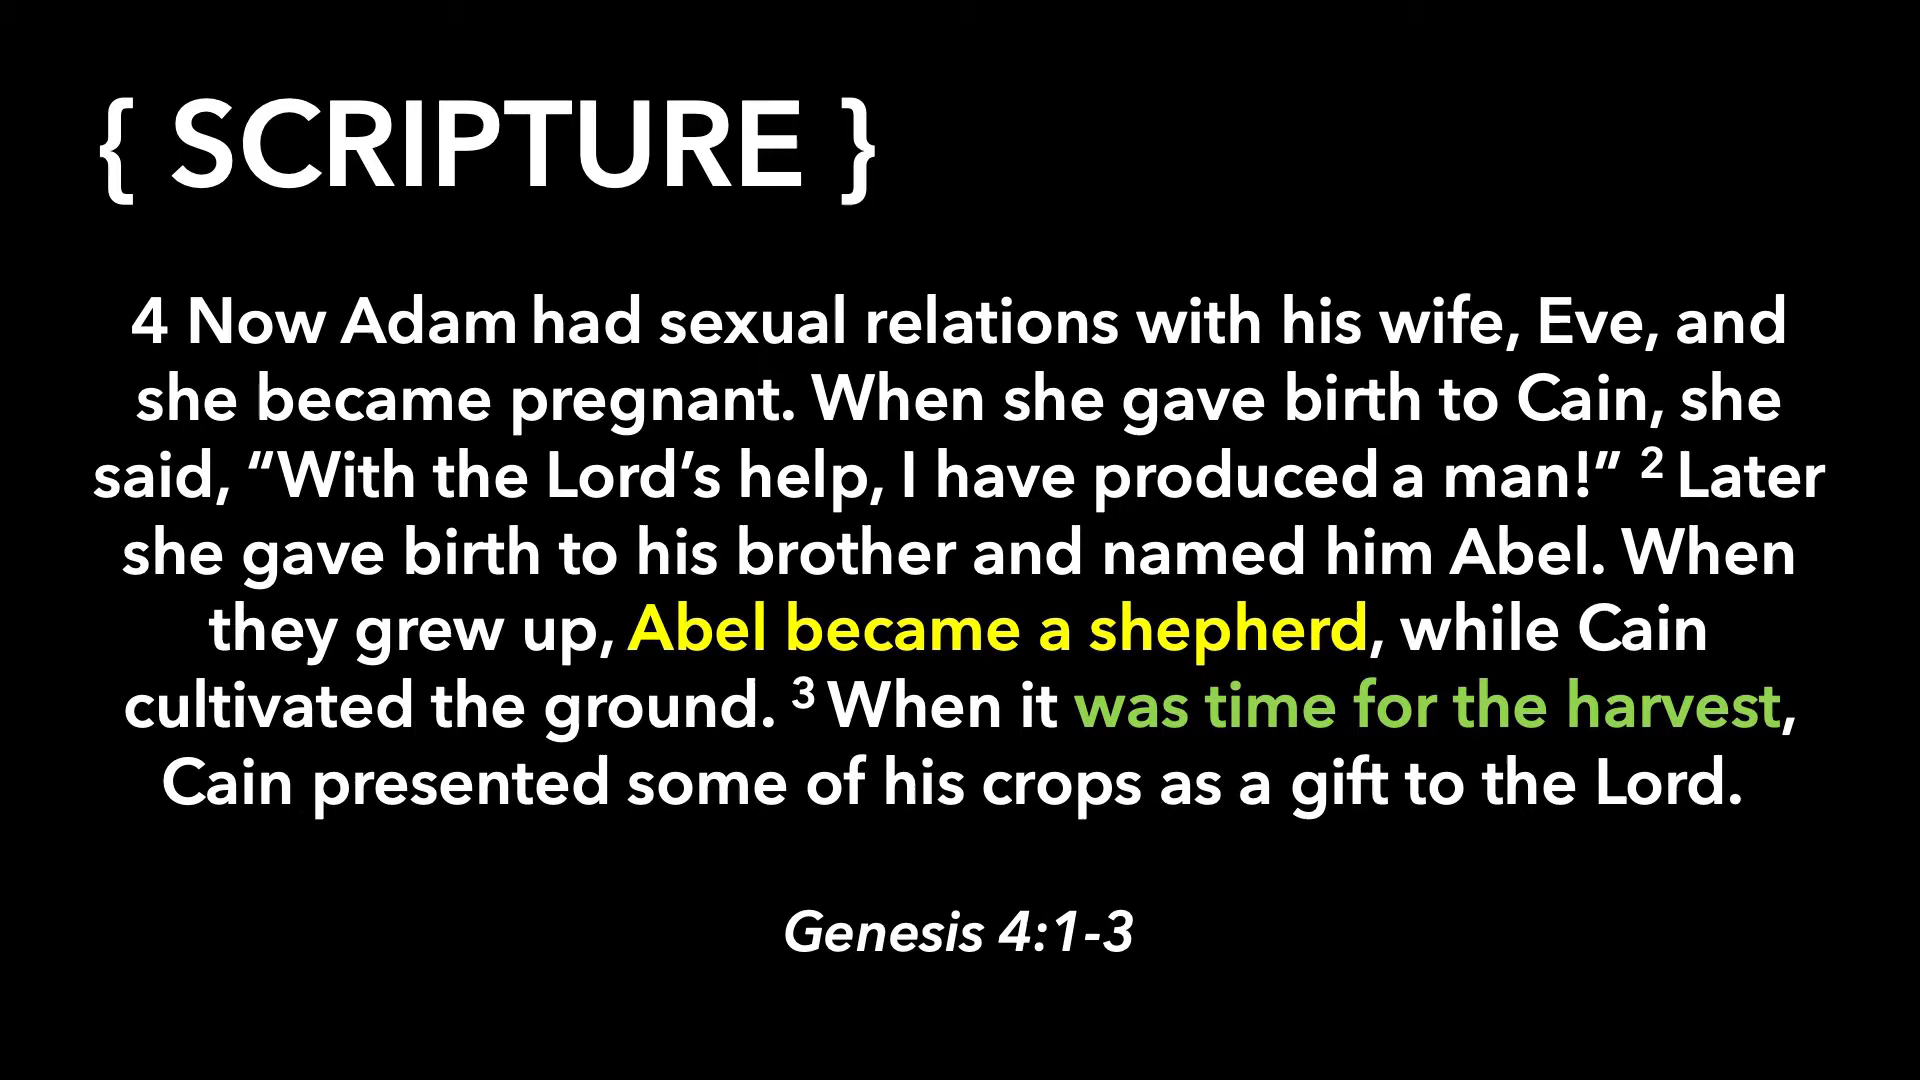 { SCRIPTURE }
4 Now Adam had sexual relations with his wife, Eve, and
she became pregnant. When she gave birth to Cain, she
said, “With the Lord’s help, I have produced a man!” ² Later
she gave birth to his brother and named him Abel. When
they grew up, Abel became a shepherd, while Cain
cultivated the ground. ³ When it was time for the harvest,
Cain presented some of his crops as a gift to the Lord.
Genesis 4:1-3